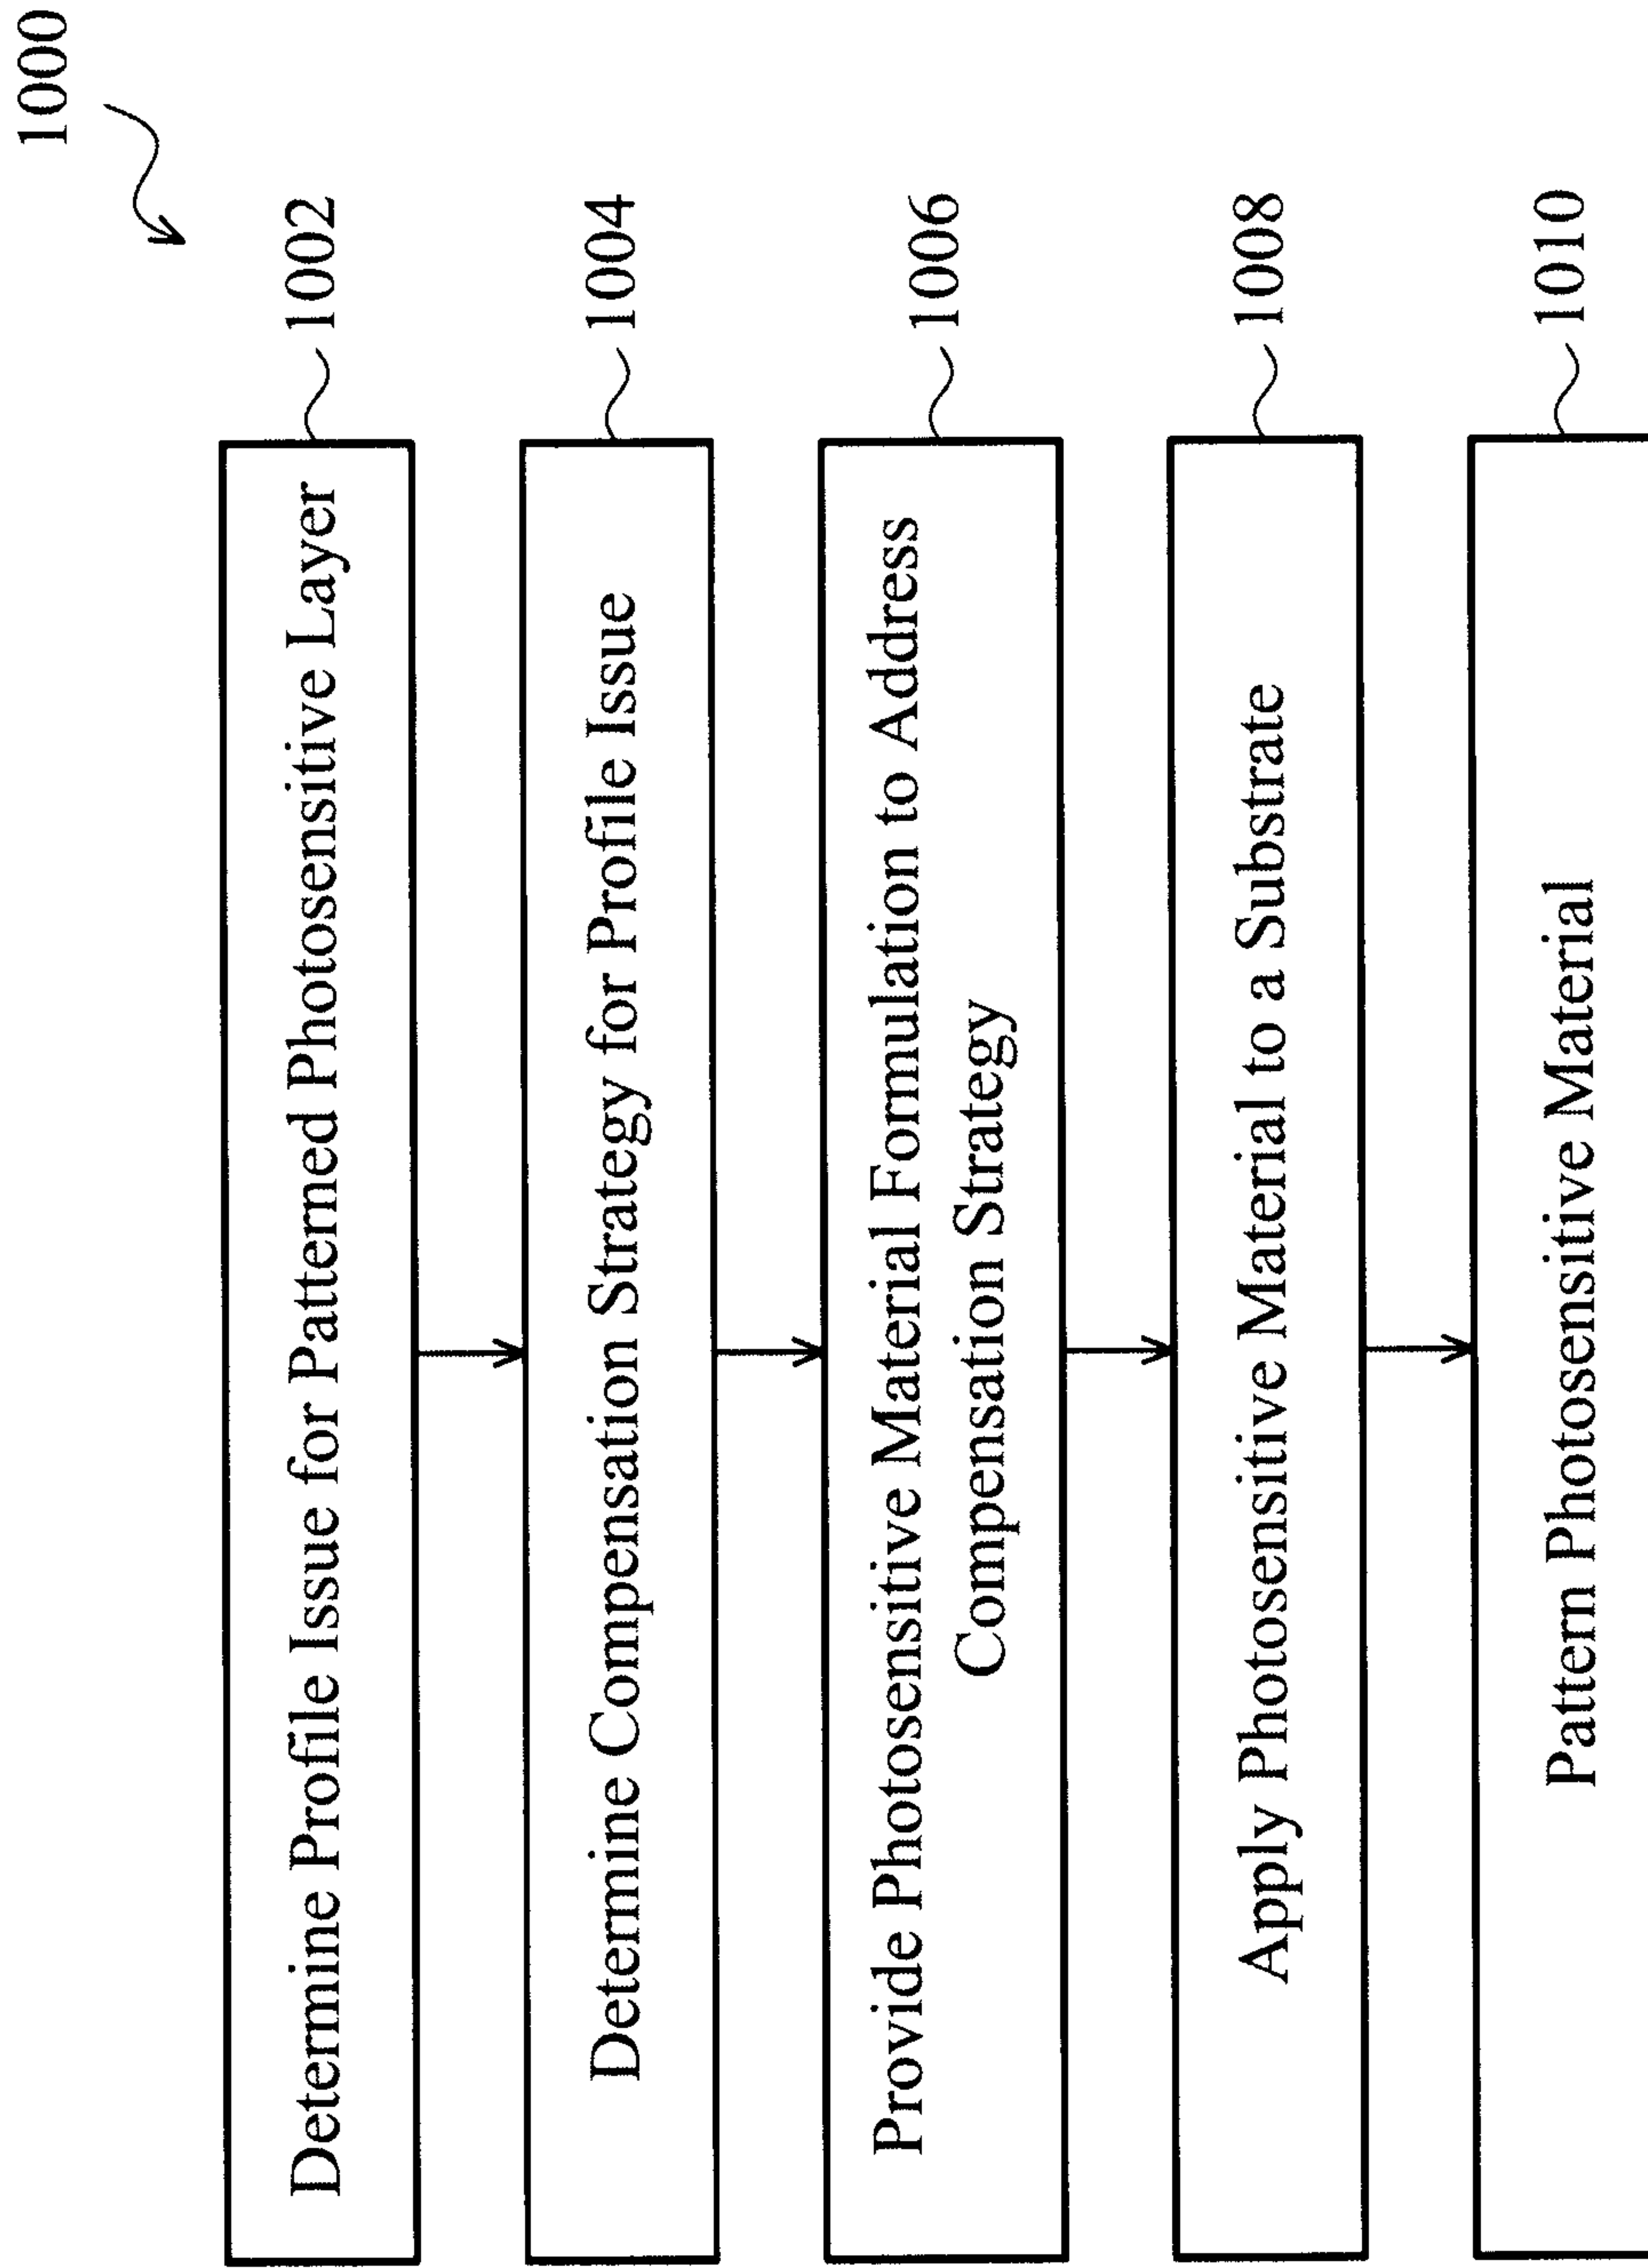 1000
Determine Profile Issue for Patterned Photosensitive Layer
1002
Determine Compensation Strategy for Profile Issue
1004
Provide Photosensitive Material Formulation to Address
Compensation Strategy
1006
Apply Photosensitive Material to a Substrate
1008
Pattern Photosensitive Material
1010